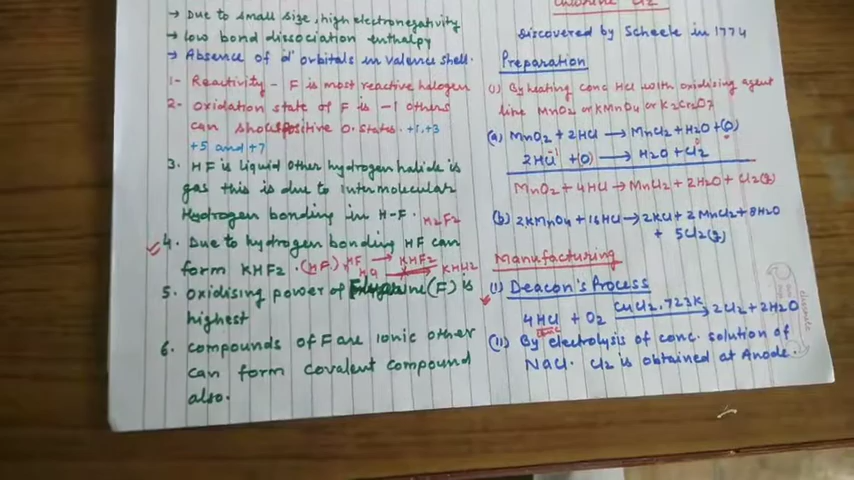 → Due to small size, high electronegativity
→ low bond dissociation enthalpy
→ Absence of d orbitals in valence shell.
1- Reactivity - F is most reactive halogen
2- Oxidation state of F is -1 others
can show positive O. States. +1, +3
+5 and +7
3. HF is liquid other hydrogen halide is
gas this is due to intermolecular
Hydrogen bonding in H-F. H2F2
4. Due to hydrogen bonding HF can
form KHF2. (HF) HF → KHF2
5. Oxidising power of (F) is
highest
6. Compounds of F are ionic other
can form covalent compound
also.
Chlorine Cl2
discovered by Scheele in 1774
Preparation
(i) By heating conc HCl with oxidising agent
like MnO2 or KMnO4 or K2Cr2O7
(a) MnO2 + 2HCl → MnCl2 + H2O + (O)
2HCl + (O) → H2O + Cl2
MnO2 + 4HCl → MnCl2 + 2H2O + Cl2(g)
(b) 2KMnO4 + 16HCl → 2KCl + 2MnCl2 + 8H2O
+ 5Cl2(g)
Manufacturing
(i) Deacon's Process
4HCl + O2 CuCl2, 723K → 2Cl2 + 2H2O
(ii) By electrolysis of conc. solution of
NaCl. Cl2 is obtained at Anode.